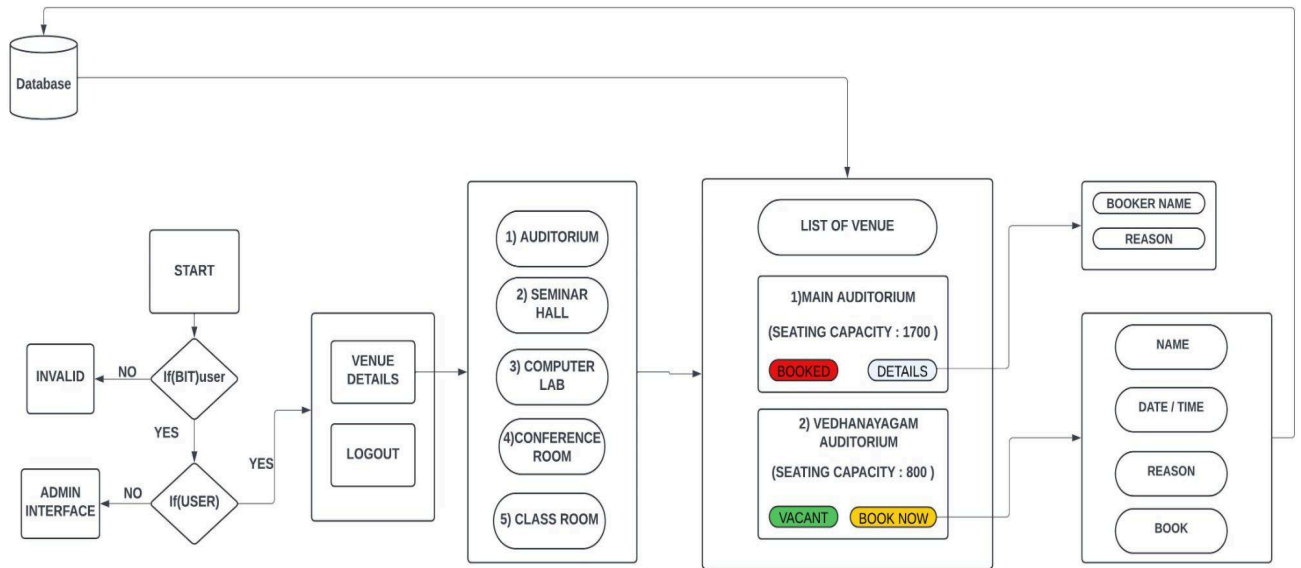 Database
START
If(BIT)user
NO
INVALID
YES
If(USER)
NO
ADMIN
INTERFACE
YES
VENUE
DETAILS
LOGOUT
1) AUDITORIUM
2) SEMINAR
HALL
3) COMPUTER
LAB
4)CONFERENCE
ROOM
5) CLASS ROOM
LIST OF VENUE
1)MAIN AUDITORIUM
(SEATING CAPACITY : 1700 )
BOOKED
DETAILS
2) VEDHANAYAGAM
AUDITORIUM
(SEATING CAPACITY : 800 )
VACANT
BOOK NOW
BOOKER NAME
REASON
NAME
DATE / TIME
REASON
BOOK